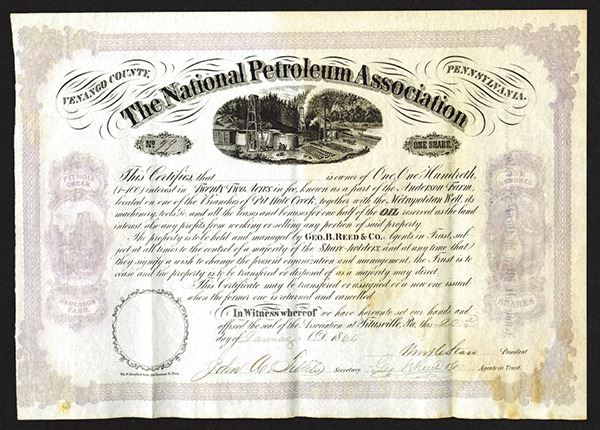 VENANGO COUNTY,
PENNSYLVANIA.
The National Petroleum Association
No 99
ONE SHARE.
PIT HOLE
CREEK.
ANDERSON
FARM.
ONE
HUNDRED
SHARES
This Certifies, that is owner of One, One Hundredth,
(1-100) interest in Twenty Two Acres in fee, known as a part of the Anderson Farm,
located on one of the Branches of Pit Hole Creek, together with the Metropolitan Well, its
machinery, tools &c. and all the leases and bonuses for one half of the OIL reserved as the land
interest also any profits from working or selling any portion of said property.
The property is to be held and managed by GEO. B. REED & CO., Agents in Trust, sub-
ject at all times to the control of a majority of the Share-holders and at any time that
they signify a wish to change the present organization and management, the Trust is to
cease and the property is to be transferred or disposed of as a majority may direct.
This Certificate may be transferred or assigned or a new one issued
when the former one is returned and cancelled.
In Witness whereof we have hereunto set our hands and
affixed the seal of the Association, at Titusville, Pa. this
day of January A.D. 1866
President
John Secretary Agents in Trust.